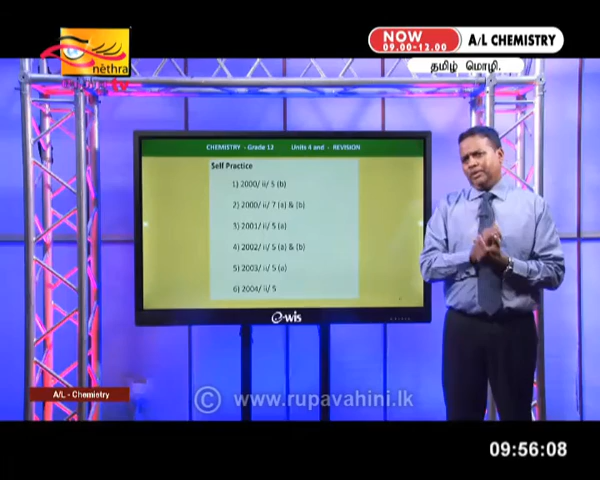 NOW
09.00-12.00
A/L CHEMISTRY
தமிழ் மொழி.
nēthra
tv
CHEMISTRY - Grade 12 Units 4 and - REVISION
Self Practice
1) 2000/ ii/ 5 (b)
2) 2000/ ii/ 7 (a) & (b)
3) 2001/ ii/ 5 (a)
4) 2002/ ii/ 5 (a) & (b)
5) 2003/ ii/ 5 (a)
6) 2004/ ii/ 5
e-wis
A/L - Chemistry
© www.rupavahini.lk
09:56:08